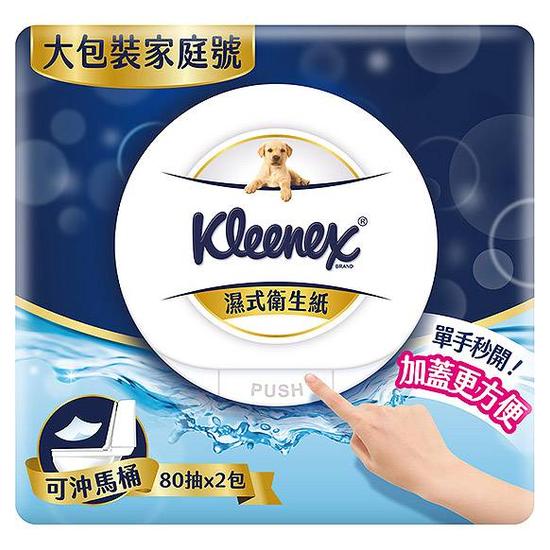 大包裝家庭號
Kleenex®
BRAND
濕式衛生紙
PUSH
單手秒開！
加蓋更方便
可沖馬桶
80抽x2包